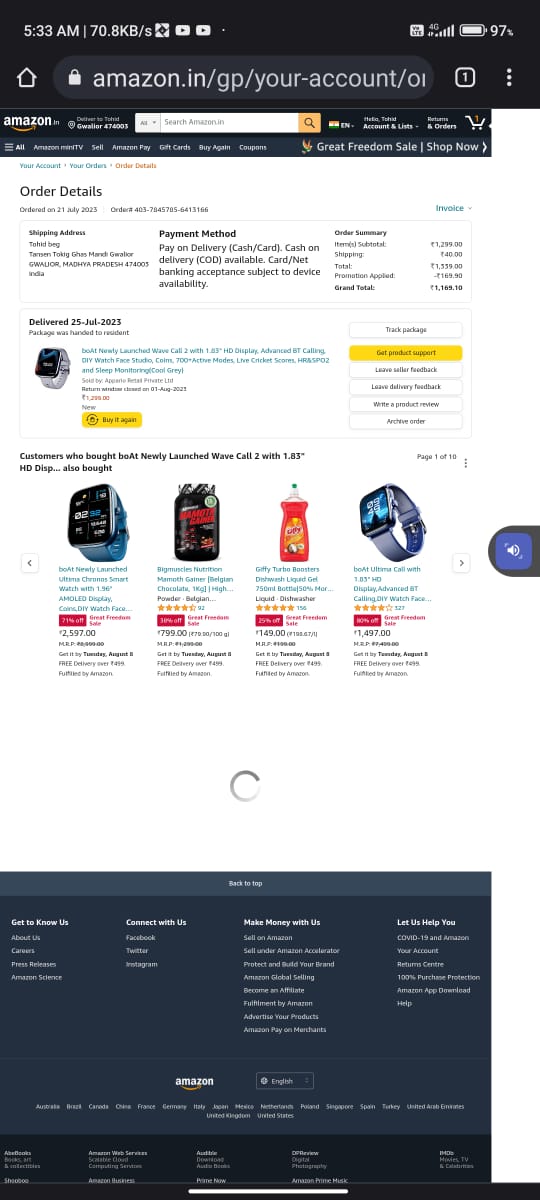 5:33 AM | 70.8KB/s
4G 97%
amazon.in/gp/your-account/or
1
amazon.in
Deliver to Tohid
Gwalior 474003
All
Search Amazon.in
EN
Hello, Tohid
Account & Lists
Returns
& Orders
1
All Amazon miniTV Sell Amazon Pay Gift Cards Buy Again Coupons
Great Freedom Sale | Shop Now
Your Account › Your Orders › Order Details
Order Details
Ordered on 21 July 2023 | Order# 403-7845785-6413166
Invoice
Shipping Address
Tohid beg
Tansen Tokig Ghas Mandi Gwalior
GWALIOR, MADHYA PRADESH 474003
India
Payment Method
Pay on Delivery (Cash/Card). Cash on
delivery (COD) available. Card/Net
banking acceptance subject to device
availability.
Order Summary
Item(s) Subtotal: ₹1,299.00
Shipping: ₹40.00
Total: ₹1,339.00
Promotion Applied: -₹169.90
Grand Total: ₹1,169.10
Delivered 25-Jul-2023
Package was handed to resident
boAt Newly Launched Wave Call 2 with 1.83" HD Display, Advanced BT Calling,
DIY Watch Face Studio, Coins, 700+Active Modes, Live Cricket Scores, HR&SPO2
and Sleep Monitoring(Cool Grey)
Sold by: Appario Retail Private Ltd
Return window closed on 01-Aug-2023
₹1,299.00
New
Buy it again
Track package
Get product support
Leave seller feedback
Leave delivery feedback
Write a product review
Archive order
Customers who bought boAt Newly Launched Wave Call 2 with 1.83"
HD Disp... also bought
Page 1 of 10
boAt Newly Launched
Ultima Chronos Smart
Watch with 1.96"
AMOLED Display,
Coins,DIY Watch Face...
71% off Great Freedom
Sale
₹2,597.00
M.R.P: ₹8,999.00
Get it by Tuesday, August 8
FREE Delivery over ₹499.
Fulfilled by Amazon.
Bigmuscles Nutrition
Mamoth Gainer [Belgian
Chocolate, 1Kg] | High...
Powder · Belgian...
92
38% off Great Freedom
Sale
₹799.00 (₹79.90/100 g)
M.R.P: ₹1,299.00
Get it by Tuesday, August 8
FREE Delivery over ₹499.
Fulfilled by Amazon.
Giffy Turbo Boosters
Dishwash Liquid Gel
750ml Bottle|50% Mor...
Liquid · Dishwasher
156
25% off Great Freedom
Sale
₹149.00 (₹198.67/l)
M.R.P: ₹199.00
Get it by Tuesday, August 8
FREE Delivery over ₹499.
Fulfilled by Amazon.
boAt Ultima Call with
1.83" HD
Display,Advanced BT
Calling,DIY Watch Face...
327
80% off Great Freedom
Sale
₹1,497.00
M.R.P: ₹7,499.00
Get it by Tuesday, August 8
FREE Delivery over ₹499.
Fulfilled by Amazon.
Back to top
Get to Know Us
About Us
Careers
Press Releases
Amazon Science
Connect with Us
Facebook
Twitter
Instagram
Make Money with Us
Sell on Amazon
Sell under Amazon Accelerator
Protect and Build Your Brand
Amazon Global Selling
Become an Affiliate
Fulfilment by Amazon
Advertise Your Products
Amazon Pay on Merchants
Let Us Help You
COVID-19 and Amazon
Your Account
Returns Centre
100% Purchase Protection
Amazon App Download
Help
amazon
English
Australia Brazil Canada China France Germany Italy Japan Mexico Netherlands Poland Singapore Spain Turkey United Arab Emirates
United Kingdom United States
AbeBooks
Books, art
& collectibles
Amazon Web Services
Scalable Cloud
Computing Services
Audible
Download
Audio Books
DPReview
Digital
Photography
IMDb
Movies, TV
& Celebrities
Shopbop Amazon Business Prime Now Amazon Prime Music